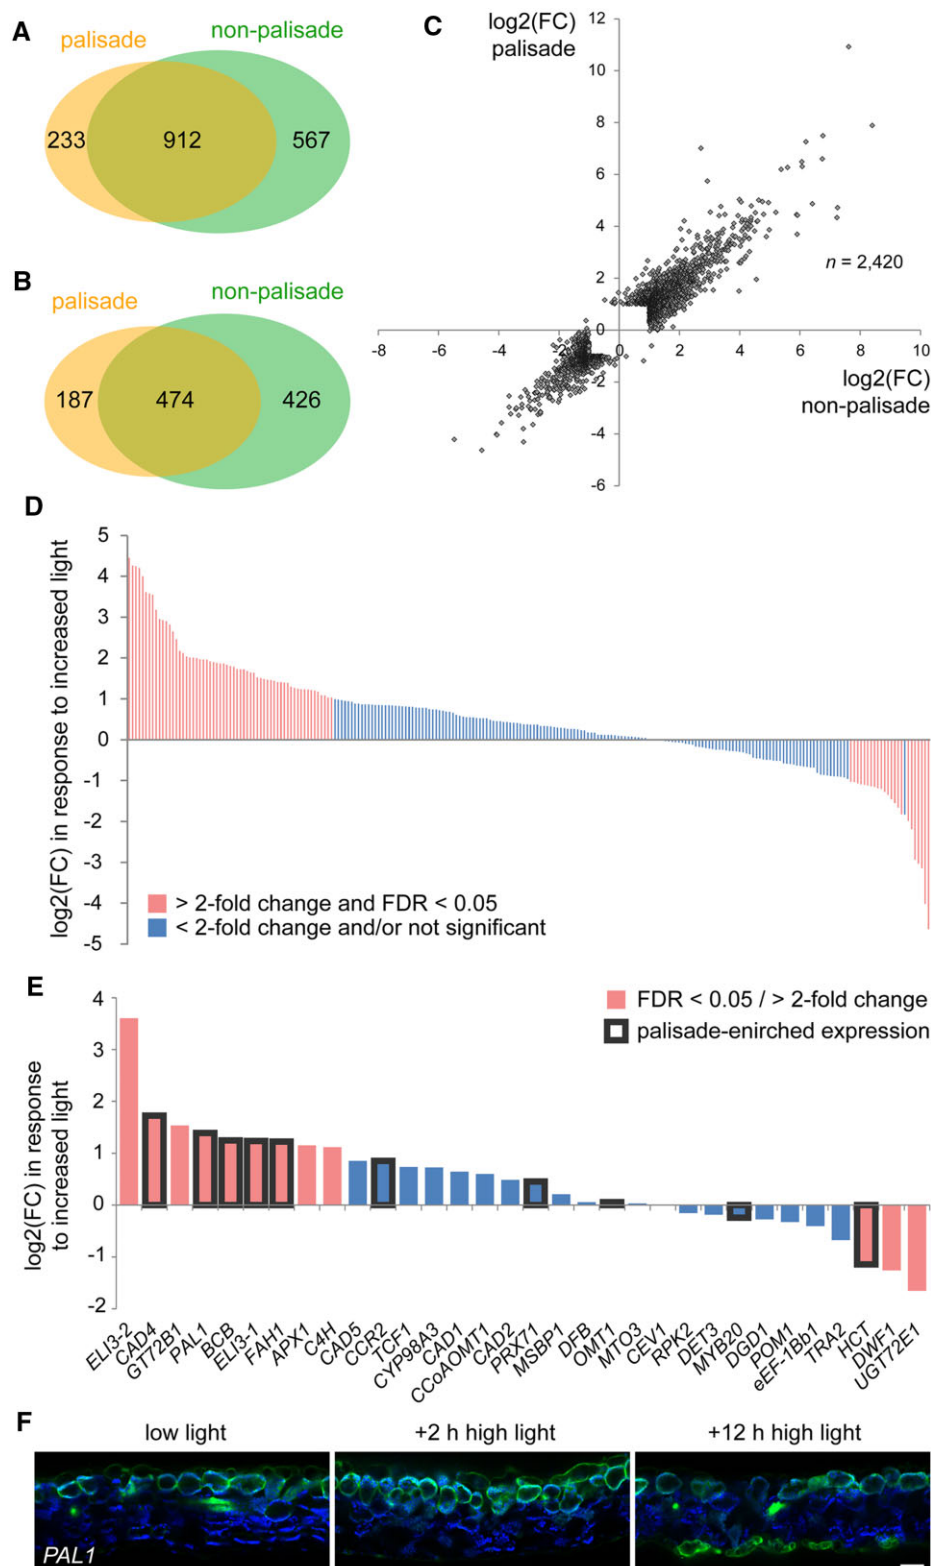 A
palisade
non-palisade
233
912
567
B
palisade
non-palisade
187
474
426
C
log2(FC)
palisade
12
10
8
6
4
2
0
-2
-4
-6
-8
-6
-4
-2
0
2
4
6
8
10
n = 2,420
log2(FC)
non-palisade
D
log2(FC) in response to increased light
5
4
3
2
1
0
-1
-2
-3
-4
-5
> 2-fold change and FDR < 0.05
< 2-fold change and/or not significant
E
log2(FC) in response
to increased light
4
3
2
1
0
-1
-2
FDR < 0.05 / > 2-fold change
palisade-enirched expression
ELI3-2
CAD4
GT72B1
PAL1
BCB
ELI3-1
FAH1
APX1
C4H
CAD5
CCR2
TCF1
CYP98A3
CAD1
CCoAOMT1
CAD2
PRX71
MSBP1
DFB
OMT1
MTO3
CEV1
RPK2
DET3
MYB20
DGD1
POM1
eEF-1Bb1
TRA2
HCT
DWF1
UGT72E1
F
low light
+2 h high light
+12 h high light
PAL1